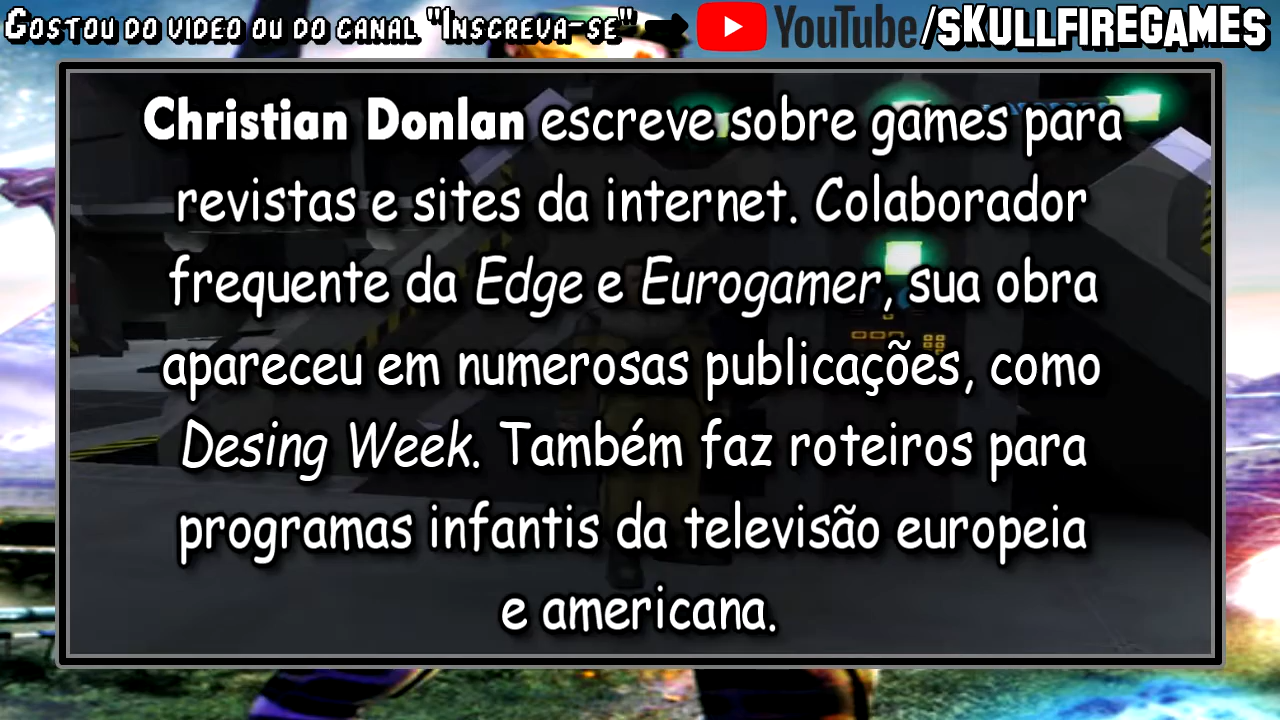 Gostou do video ou do canal "Inscreva-se" YouTube/SKULLFIREGAMES
Christian Donlan escreve sobre games para
revistas e sites da internet. Colaborador
frequente da Edge e Eurogamer, sua obra
apareceu em numerosas publicações, como
Desing Week. Também faz roteiros para
programas infantis da televisão europeia
e americana.